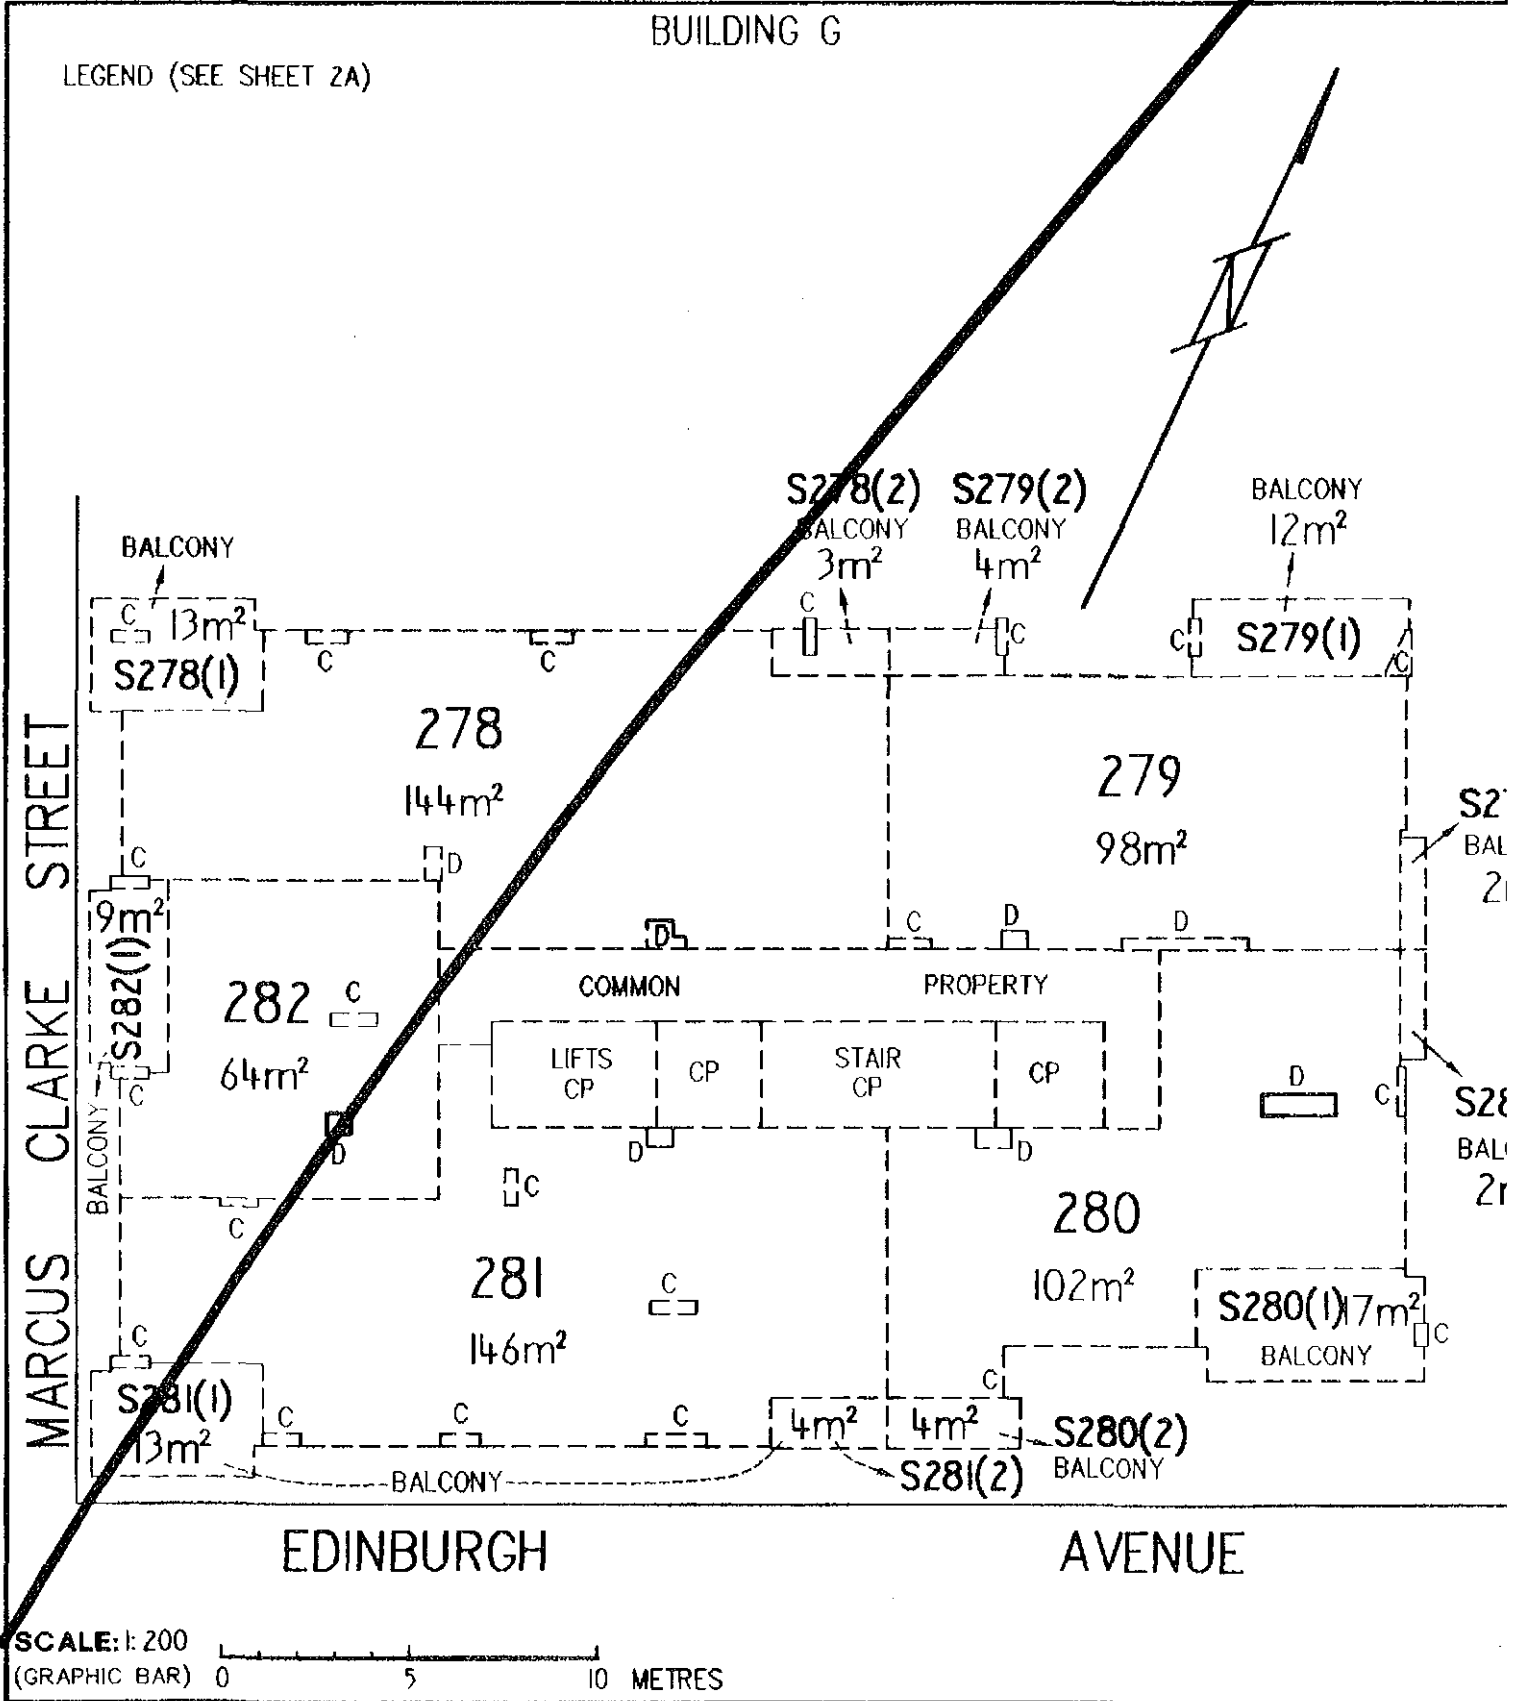 BUILDING G
LEGEND (SEE SHEET 2A)
S278(2)
BALCONY
3m²
S279(2)
BALCONY
4m²
BALCONY
12m²
BALCONY
C
13m²
S278(1)
C
C
C
C
C
S279(1)
C
278
144m²
279
98m²
C
D
9m²
S282(1)
D
C
D
D
282
C
64m²
COMMON PROPERTY
LIFTS
CP
CP
STAIR
CP
CP
D
C
C
BALCONY
D
D
D
C
C
281
146m²
C
280
102m²
S280(1)
17m²
BALCONY
C
C
C
S281(1)
13m²
C
C
C
4m²
4m²
S280(2)
BALCONY
S281(2)
BALCONY
MARCUS CLARKE STREET
EDINBURGH AVENUE
SCALE: 1:200
(GRAPHIC BAR) 0 5 10 METRES